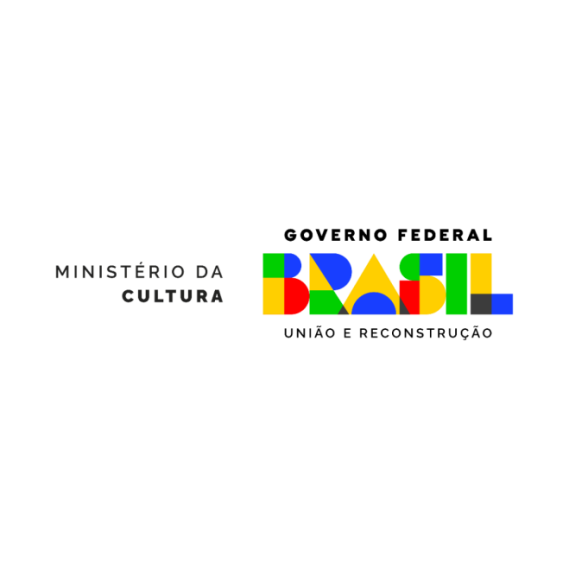 MINISTÉRIO DA
CULTURA
GOVERNO FEDERAL
BRASIL
UNIÃO E RECONSTRUÇÃO